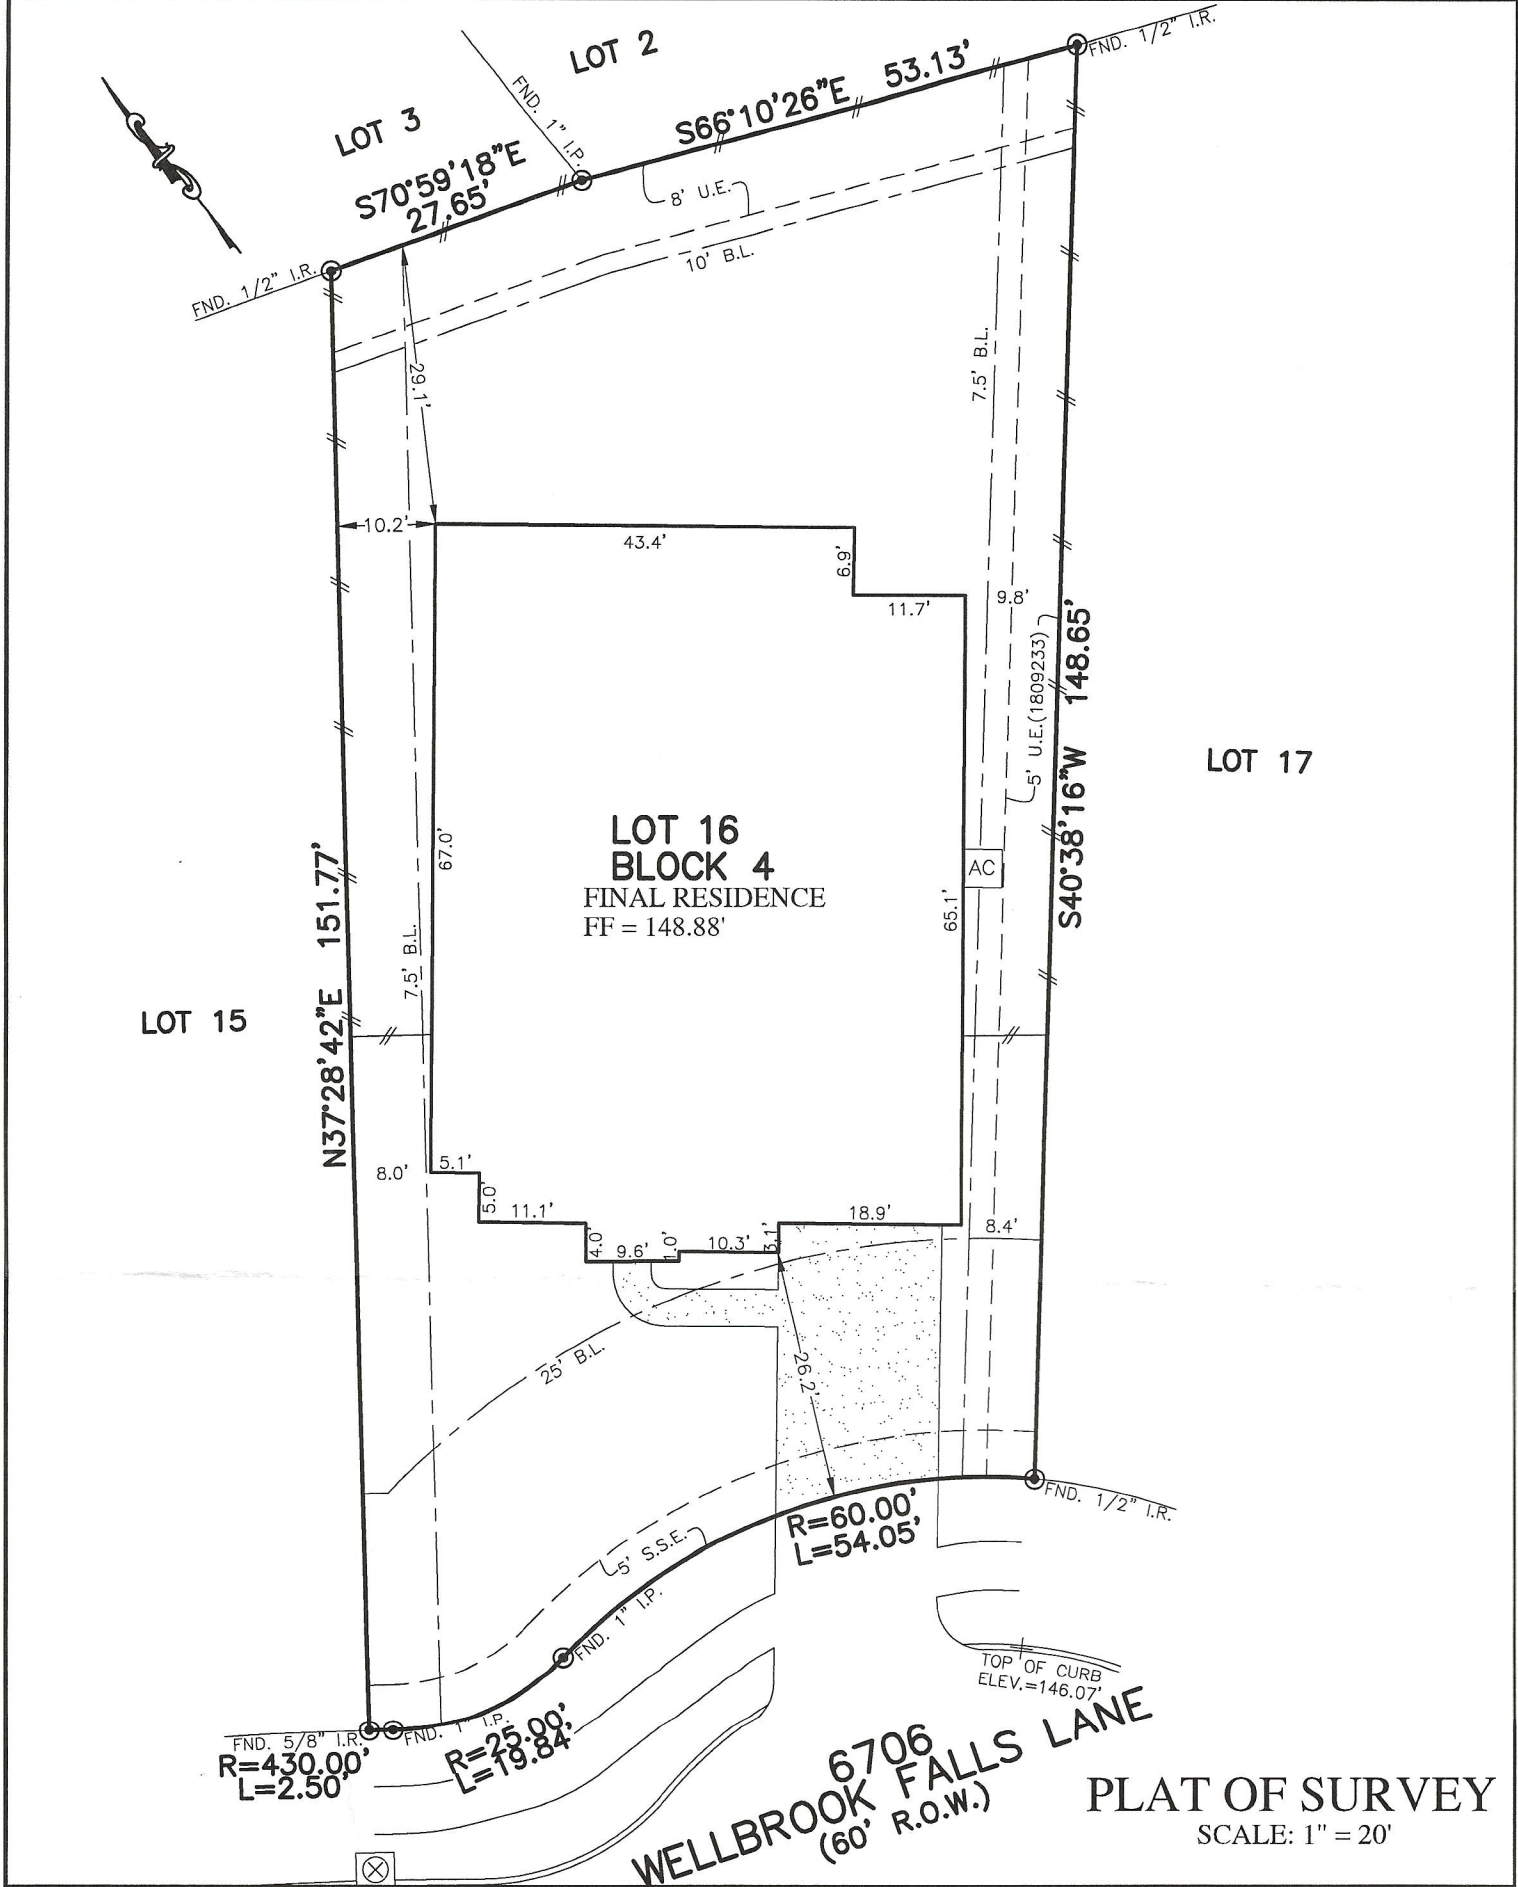 LOT 2
FND. 1/2" I.R.
53.13'
S66°10'26"E
FND. 1" I.P.
LOT 3
S70°59'18"E
27.65'
8' U.E.
10' B.L.
FND. 1/2" I.R.
29.1'
7.5' B.L.
10.2'
43.4'
6.9'
11.7'
9.8'
5' U.E.(1809233)
S40°38'16"W 148.65'
LOT 17
67.0'
LOT 16
BLOCK 4
FINAL RESIDENCE
FF = 148.88'
AC
65.1'
7.5' B.L.
N37°28'42"E 151.77'
LOT 15
8.0'
5.1'
5.0'
11.1'
4.0'
9.6'
1.0'
10.3'
3.1'
18.9'
8.4'
25' B.L.
26.2'
R=60.00'
L=54.05'
FND. 1/2" I.R.
5' S.S.E.
FND. 1" I.P.
TOP OF CURB
ELEV.=146.07'
FND. 5/8" I.R.
FND. 1" I.P.
R=430.00'
L=2.50'
R=25.00'
L=19.84'
6706
WELLBROOK FALLS LANE
(60' R.O.W.)
PLAT OF SURVEY
SCALE: 1" = 20'